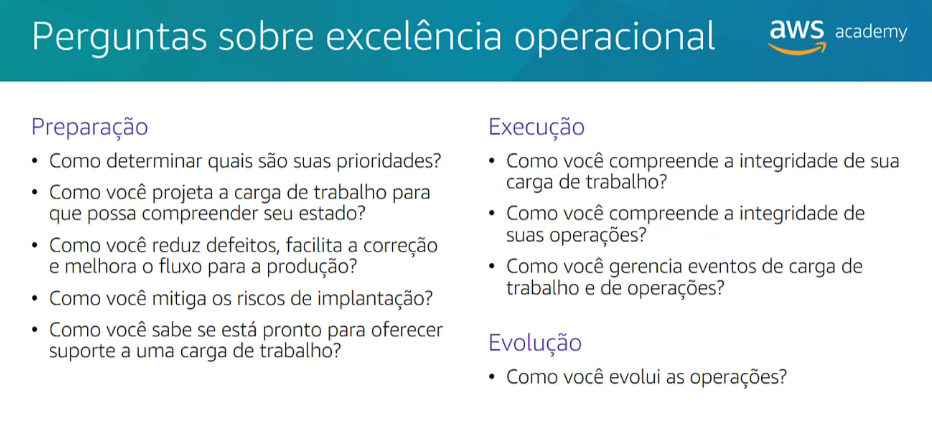 Perguntas sobre excelência operacional
aws academy
Preparação
• Como determinar quais são suas prioridades?
• Como você projeta a carga de trabalho para
que possa compreender seu estado?
• Como você reduz defeitos, facilita a correção
e melhora o fluxo para a produção?
• Como você mitiga os riscos de implantação?
• Como você sabe se está pronto para oferecer
suporte a uma carga de trabalho?
Execução
• Como você compreende a integridade de sua
carga de trabalho?
• Como você compreende a integridade de
suas operações?
• Como você gerencia eventos de carga de
trabalho e de operações?
Evolução
• Como você evolui as operações?